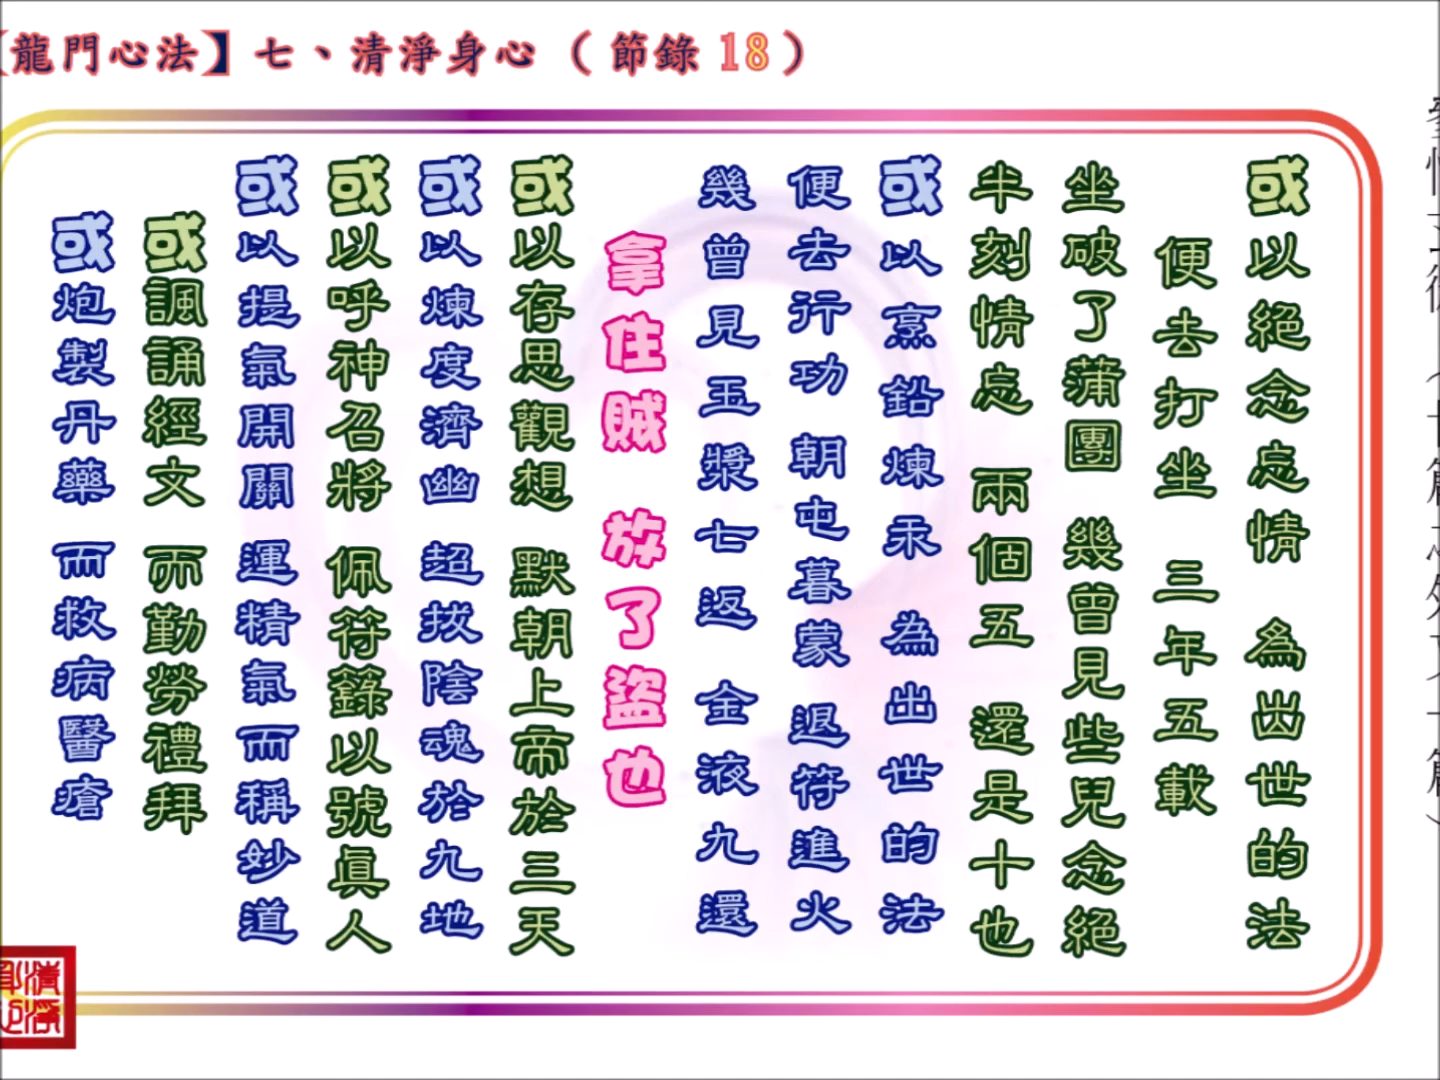 【龍門心法】七、清淨身心（節錄 18）
或以絕念忘情 為出世的法
便去打坐 三年五載
坐破了蒲團 幾曾見些兒念絕
半刻情忘 兩個五 還是十也
或以烹鉛煉汞 為出世的法
便去行功 朝屯暮蒙 退符進火
幾曾見玉漿七返 金液九還
拿住賊 放了盜也
或以存思觀想 默朝上帝於三天
或以煉度濟幽 超拔陰魂於九地
或以呼神召將 佩符籙以號眞人
或以提氣開關 運精氣而稱妙道
或諷誦經文 而勤勞禮拜
或炮製丹藥 而救病醫瘡
清淨身心